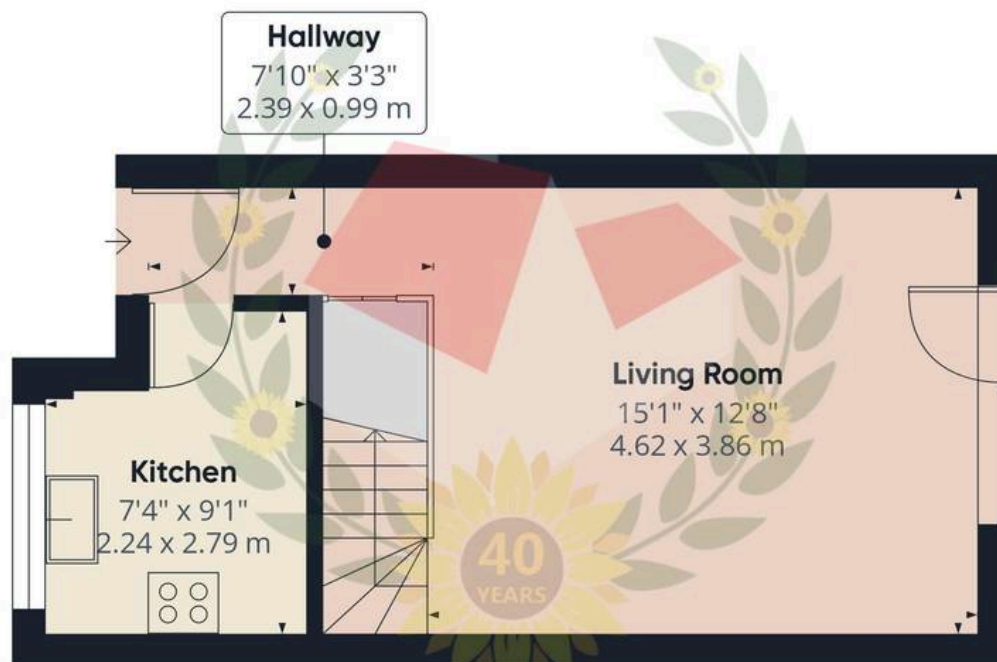 Hallway
7'10" x 3'3"
2.39 x 0.99 m
Living Room
15'1" x 12'8"
4.62 x 3.86 m
Kitchen
7'4" x 9'1"
2.24 x 2.79 m
40
YEARS